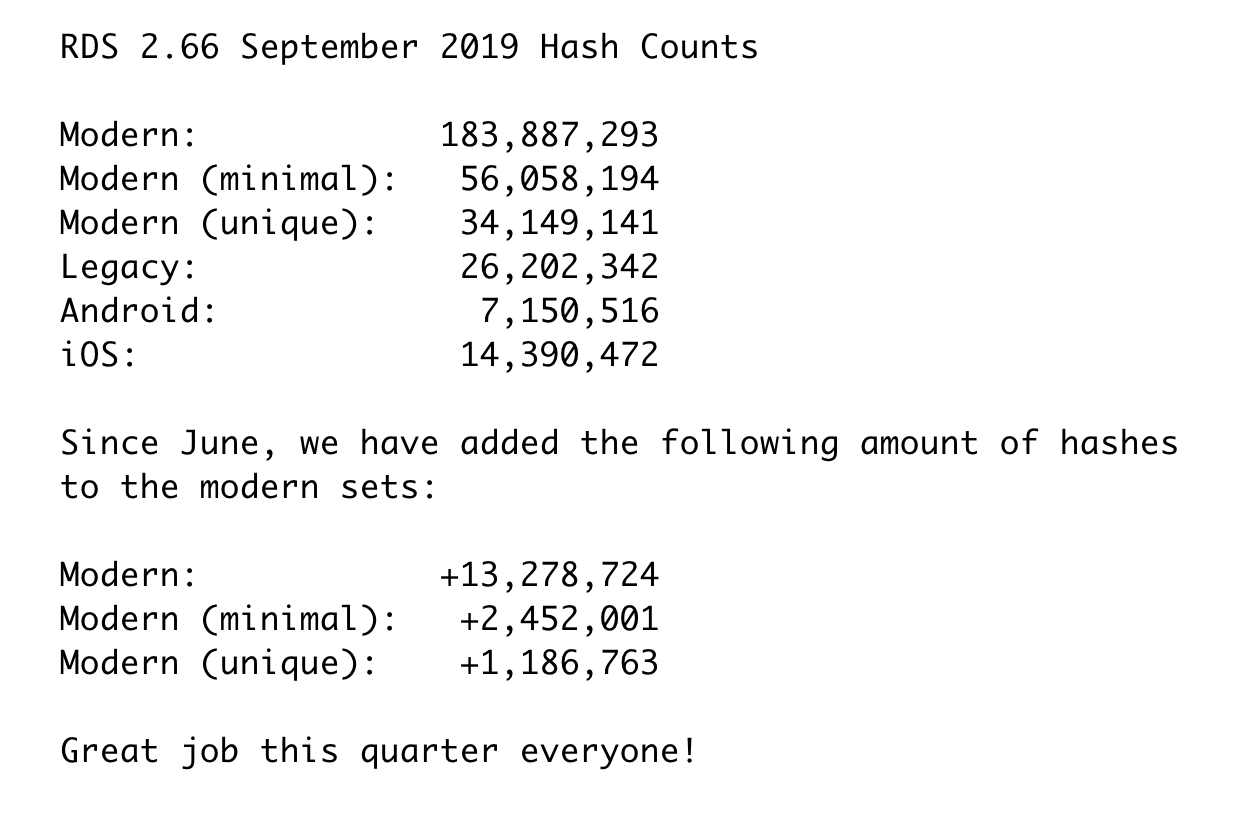 RDS 2.66 September 2019 Hash Counts
Modern: 183,887,293
Modern (minimal): 56,058,194
Modern (unique): 34,149,141
Legacy: 26,202,342
Android: 7,150,516
iOS: 14,390,472
Since June, we have added the following amount of hashes
to the modern sets:
Modern: +13,278,724
Modern (minimal): +2,452,001
Modern (unique): +1,186,763
Great job this quarter everyone!